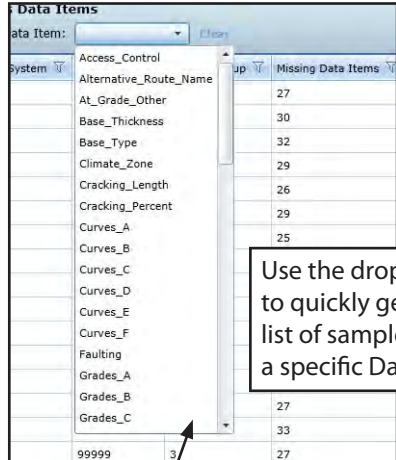 s Data Items
ata Item: Clear
System up Missing Data Items
Access_Control
Alternative_Route_Name
At_Grade_Other
Base_Thickness
Base_Type
Climate_Zone
Cracking_Length
Cracking_Percent
Curves_A
Curves_B
Curves_C
Curves_D
Curves_E
Curves_F
Faulting
Grades_A
Grades_B
Grades_C
27
30
32
29
26
29
25
Use the drop
to quickly ge
list of sample
a specific Da
27
33
99999 3 27